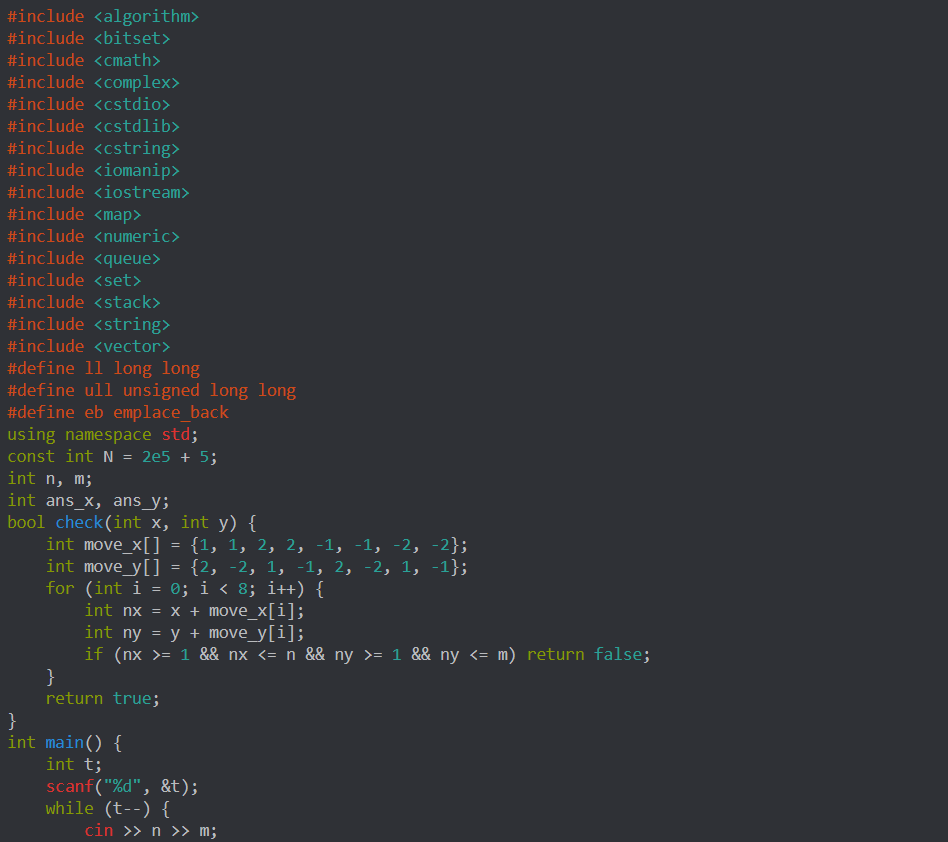 #include <algorithm>
#include <bitset>
#include <cmath>
#include <complex>
#include <cstdio>
#include <cstdlib>
#include <cstring>
#include <iomanip>
#include <iostream>
#include <map>
#include <numeric>
#include <queue>
#include <set>
#include <stack>
#include <string>
#include <vector>
#define ll long long
#define ull unsigned long long
#define eb emplace_back
using namespace std;
const int N = 2e5 + 5;
int n, m;
int ans_x, ans_y;
bool check(int x, int y) {
    int move_x[] = {1, 1, 2, 2, -1, -1, -2, -2};
    int move_y[] = {2, -2, 1, -1, 2, -2, 1, -1};
    for (int i = 0; i < 8; i++) {
        int nx = x + move_x[i];
        int ny = y + move_y[i];
        if (nx >= 1 && nx <= n && ny >= 1 && ny <= m) return false;
    }
    return true;
}
int main() {
    int t;
    scanf("%d", &t);
    while (t--) {
        cin >> n >> m;